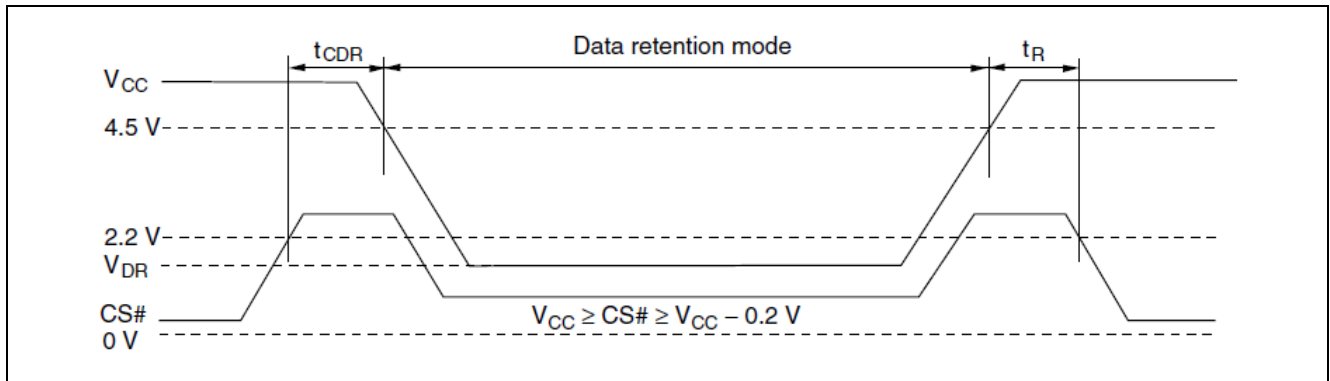 tCDR Data retention mode tR
VCC
4.5 V
2.2 V
VDR
CS# VCC ≥ CS# ≥ VCC – 0.2 V
0 V